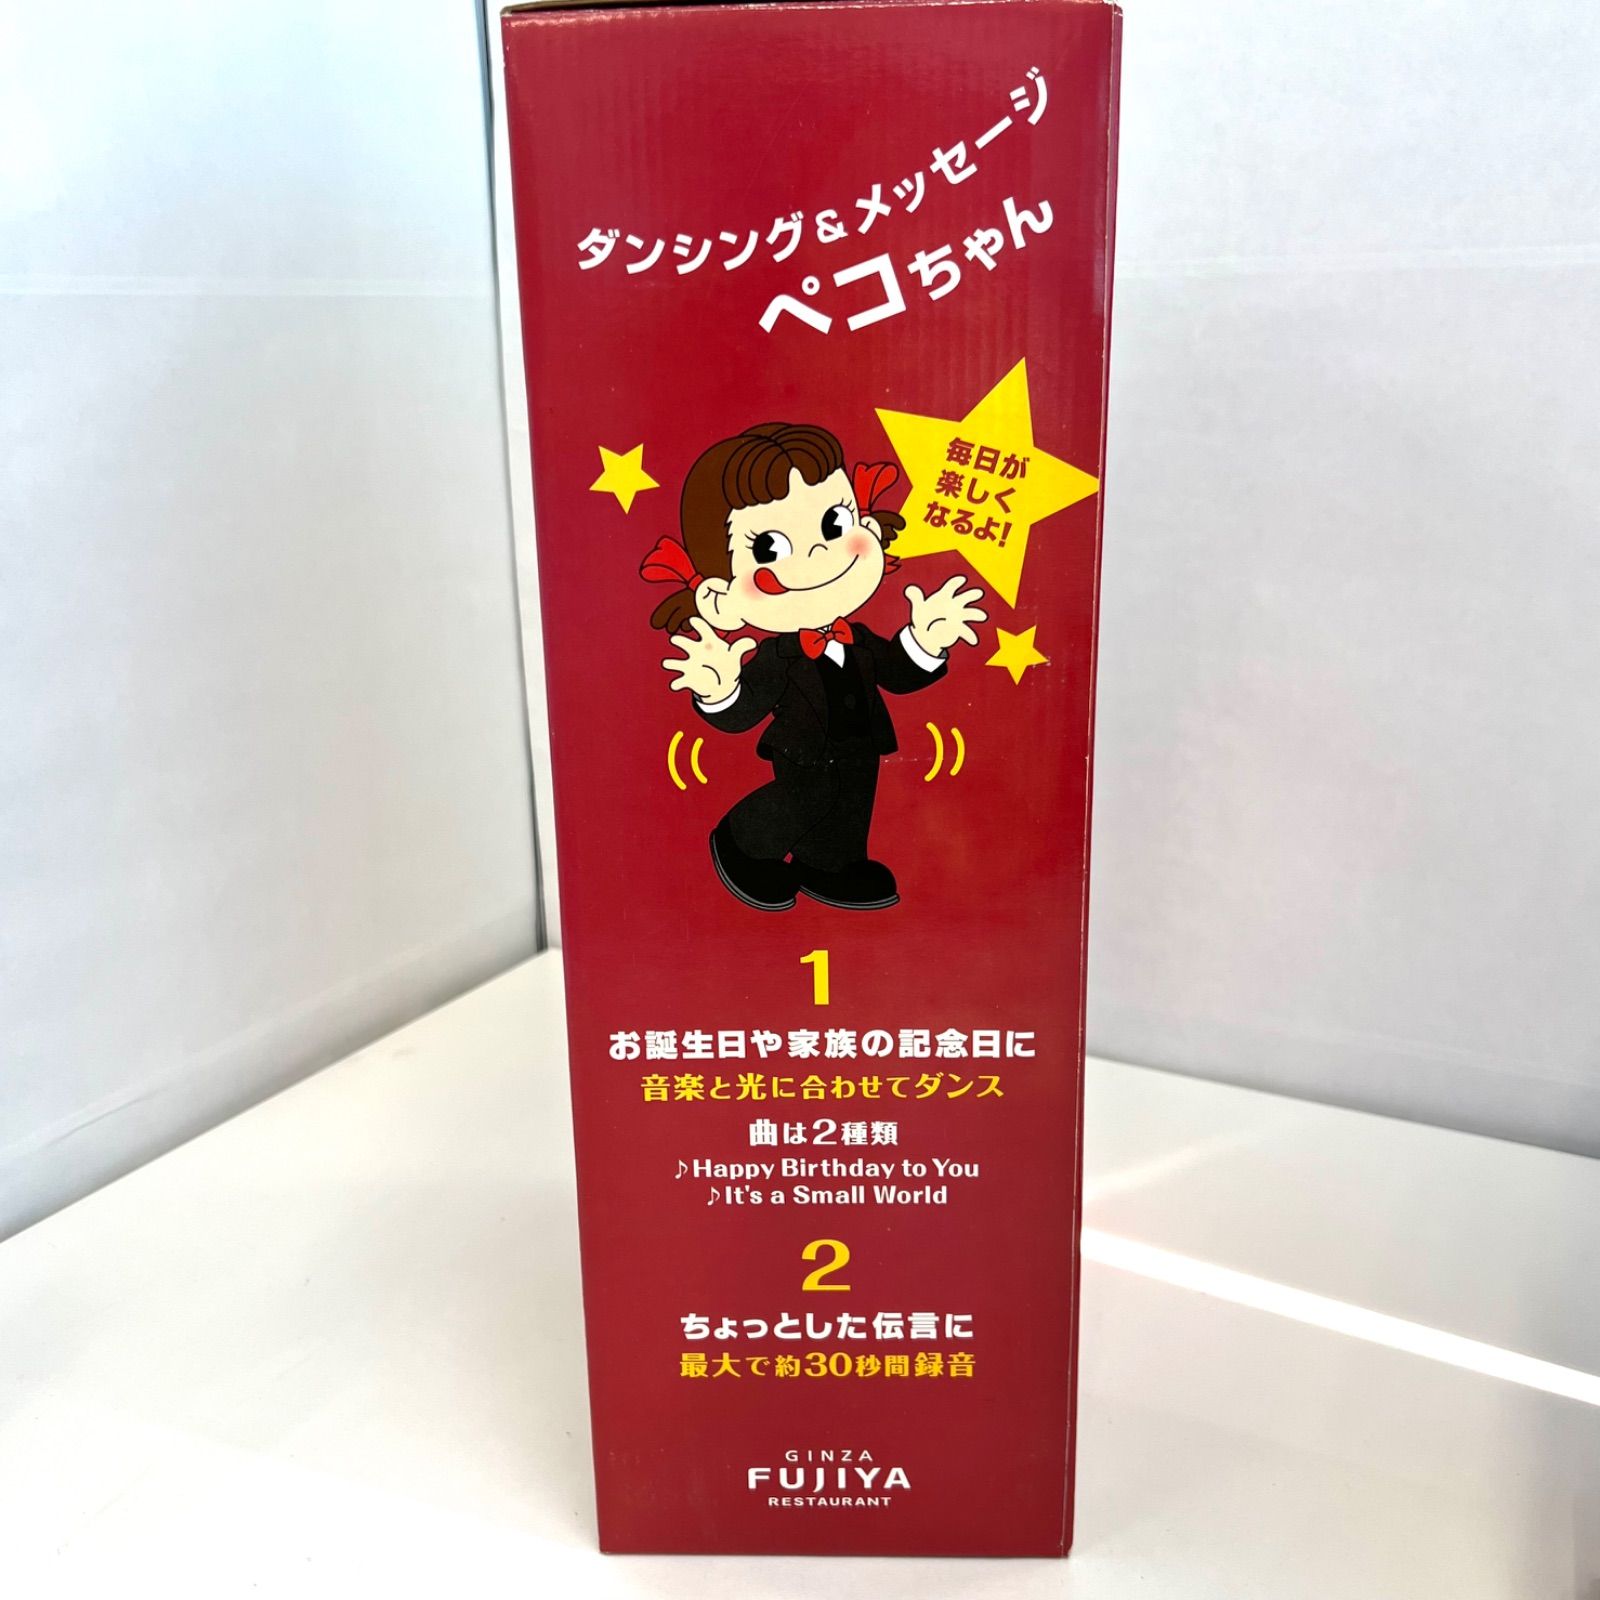 ダンシング&メッセージ
ペコちゃん
毎日が
楽しく
なるよ!
1
お誕生日や家族の記念日に
音楽と光に合わせてダンス
曲は2種類
♪Happy Birthday to You
♪It's a Small World
2
ちょっとした伝言に
最大で約30秒間録音
GINZA
FUJIYA
RESTAURANT